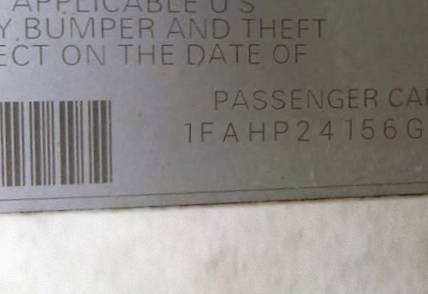 APPLICABLE U S
Y, BUMPER AND THEFT
ECT ON THE DATE OF
PASSENGER CA
1FAHP24156G